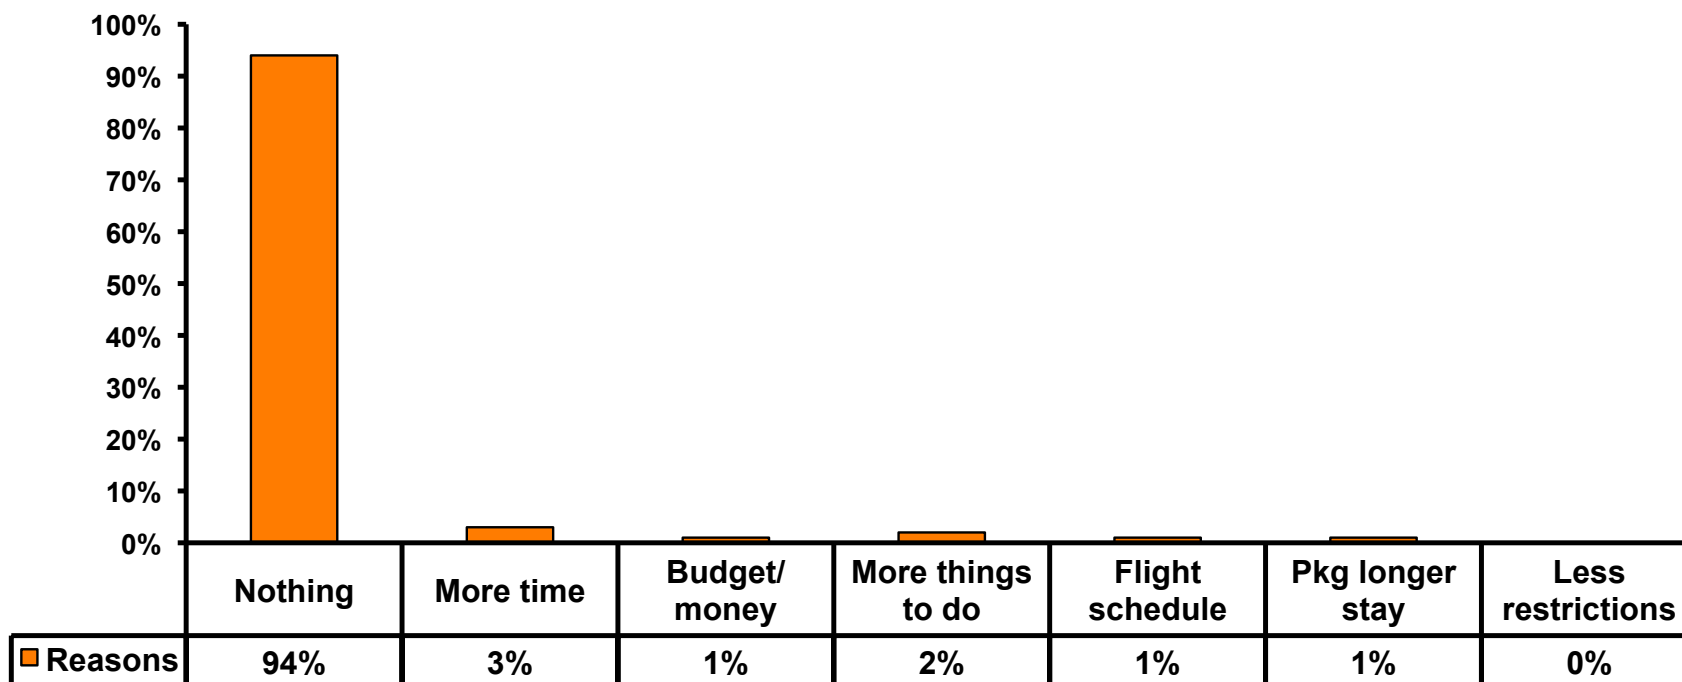 100%
90%
80%
70%
60%
50%
40%
30%
20%
10%
0%
Nothing
More time
Budget/
money
More things
to do
Flight
schedule
Pkg longer
stay
Less
restrictions
Reasons 94% 3% 1% 2% 1% 1% 0%